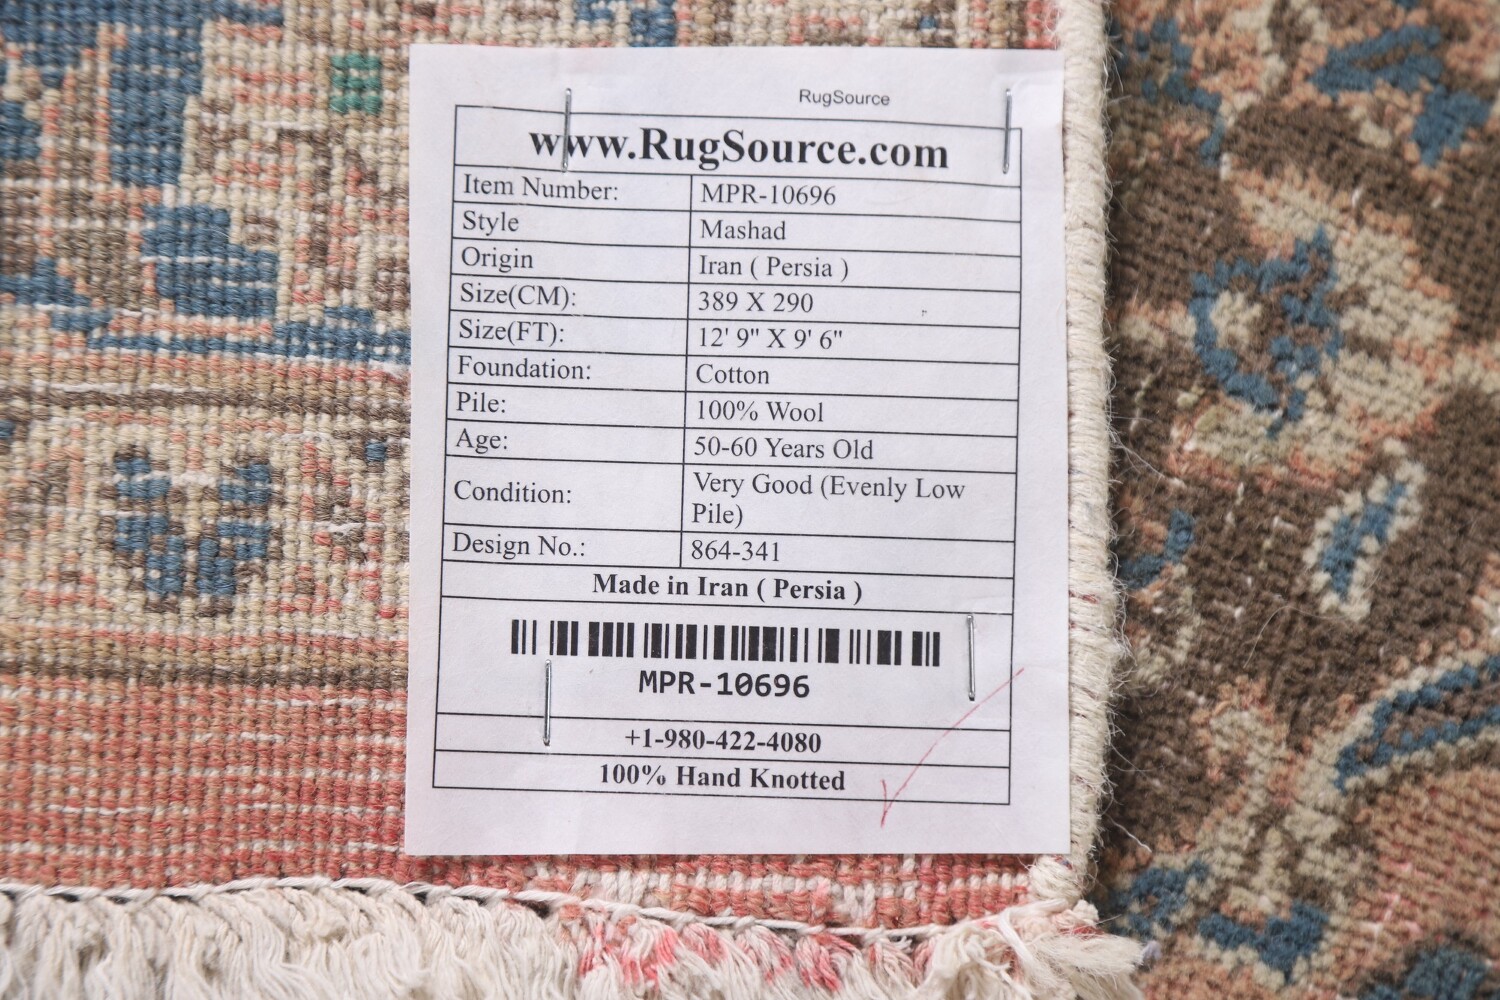 RugSource
www.RugSource.com
Item Number: MPR-10696
Style Mashad
Origin Iran ( Persia )
Size(CM): 389 X 290
Size(FT): 12' 9" X 9' 6"
Foundation: Cotton
Pile: 100% Wool
Age: 50-60 Years Old
Condition: Very Good (Evenly Low
Pile)
Design No.: 864-341
Made in Iran ( Persia )
MPR-10696
+1-980-422-4080
100% Hand Knotted